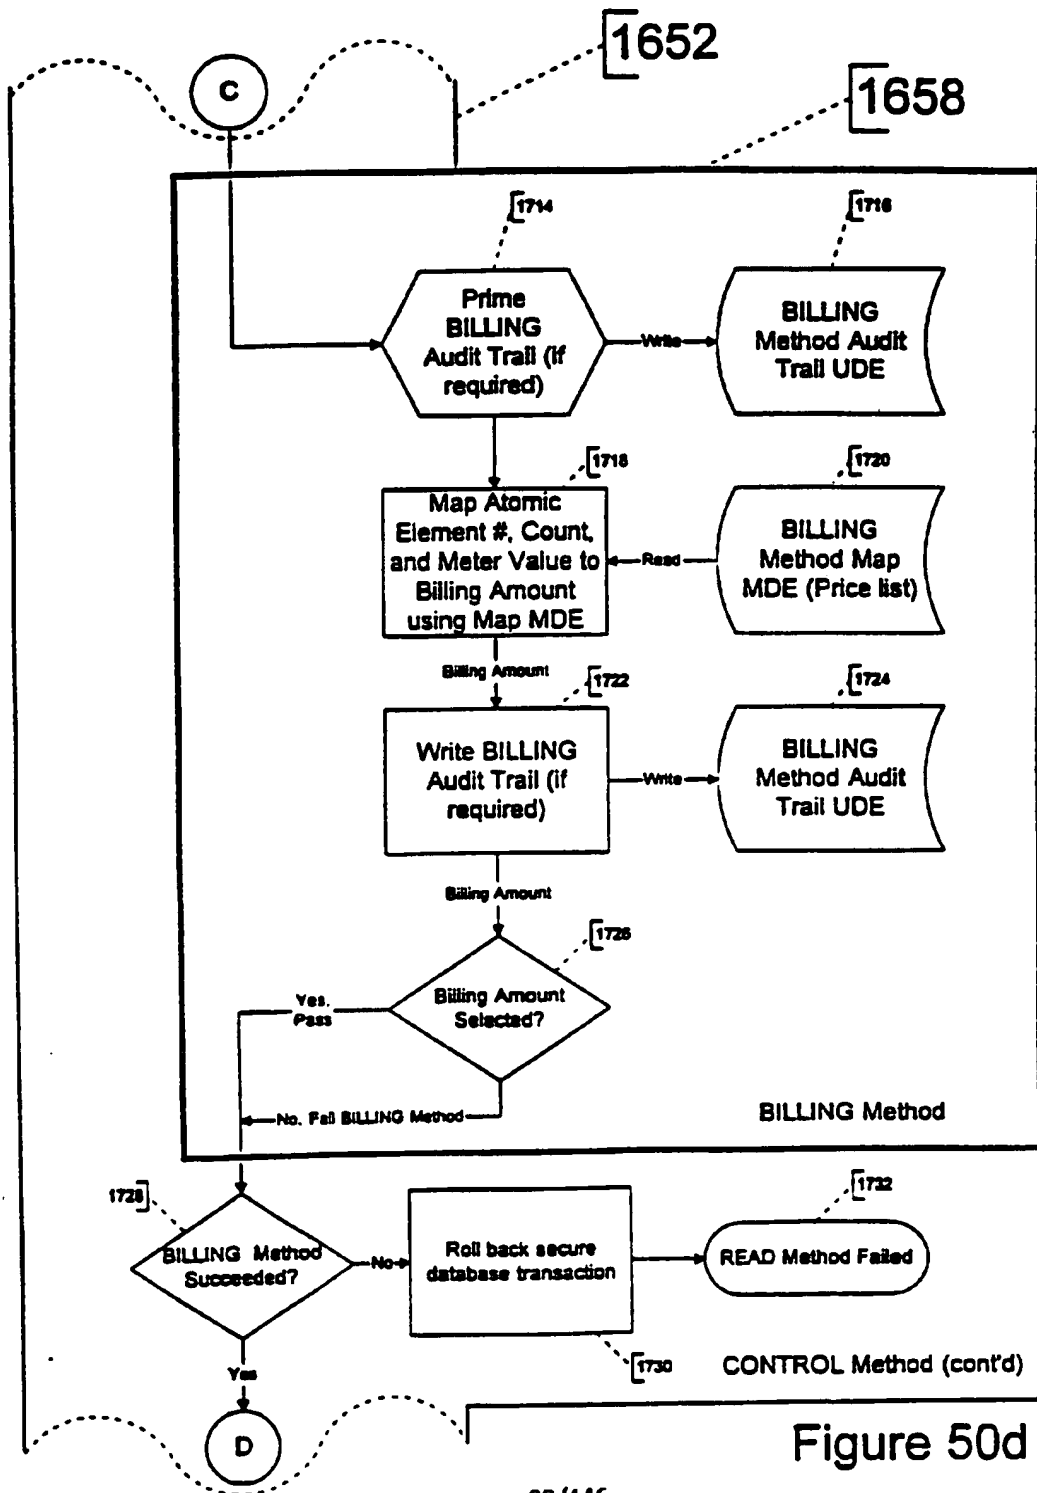 1652
C
1658
1714
1716
Prime
BILLING
Audit Trail (if
required)
Write
BILLING
Method Audit
Trail UDE
1718
1720
Map Atomic
Element #, Count,
and Meter Value to
Billing Amount
using Map MDE
Read
BILLING
Method Map
MDE (Price list)
Billing Amount
1722
1724
Write BILLING
Audit Trail (if
required)
Write
BILLING
Method Audit
Trail UDE
Billing Amount
1726
Billing Amount
Selected?
Yes,
Pass
No, Fail BILLING Method
BILLING Method
1728
1732
BILLING Method
Succeeded?
No
Roll back secure
database transaction
READ Method Failed
1730
CONTROL Method (cont'd)
Yes
D
Figure 50d